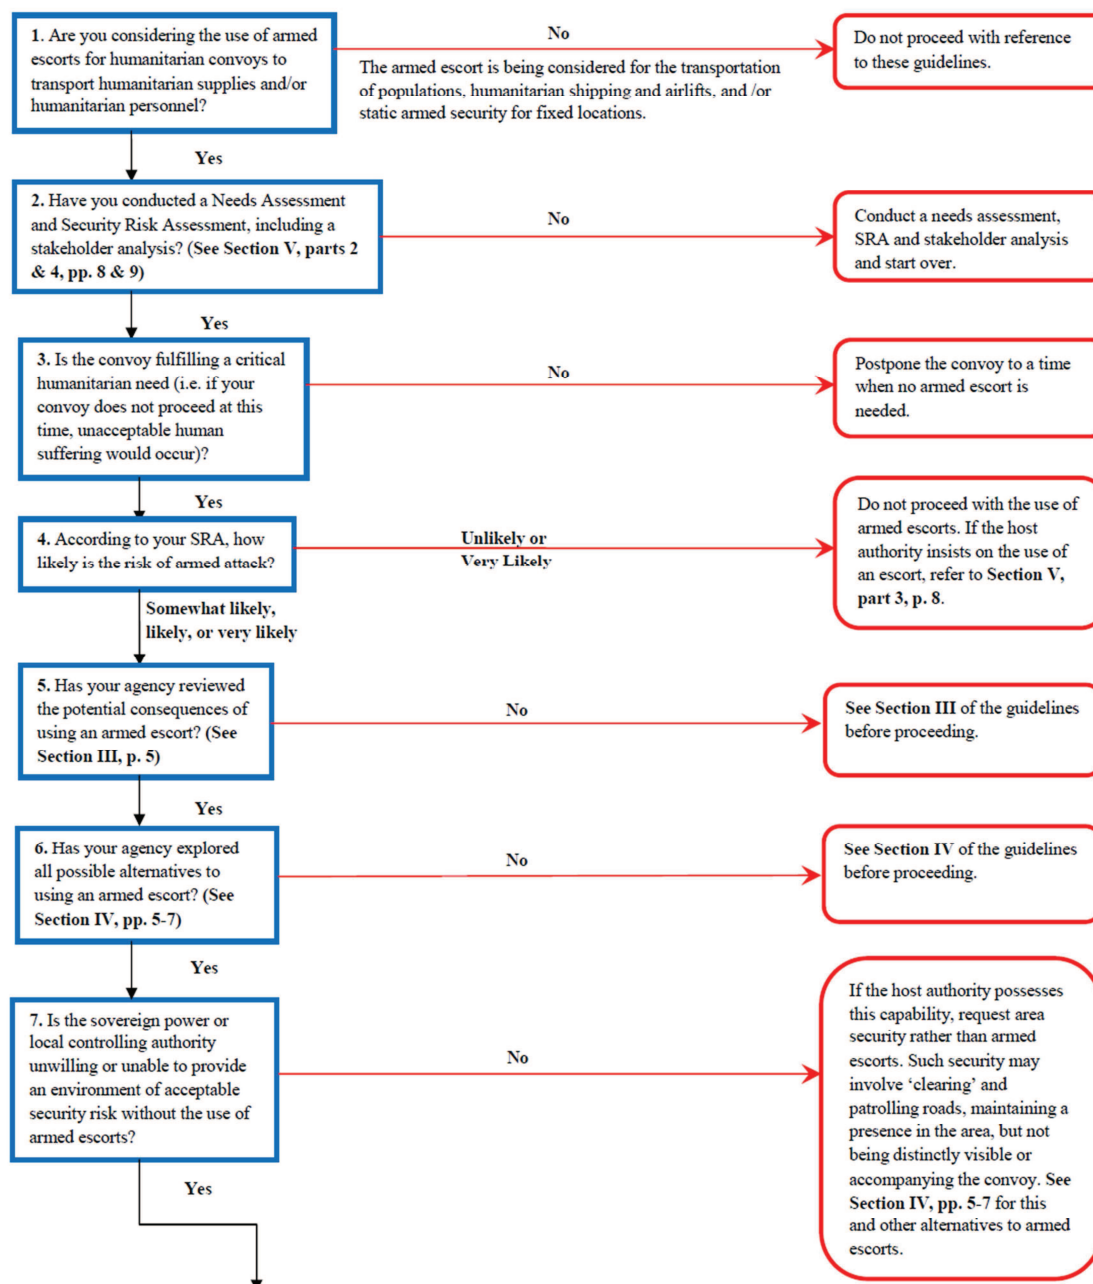 1. Are you considering the use of armed
escorts for humanitarian convoys to
transport humanitarian supplies and/or
humanitarian personnel?
No
The armed escort is being considered for the transportation
of populations, humanitarian shipping and airlifts, and /or
static armed security for fixed locations.
Do not proceed with reference
to these guidelines.
Yes
2. Have you conducted a Needs Assessment
and Security Risk Assessment, including a
stakeholder analysis? (See Section V, parts 2
& 4, pp. 8 & 9)
No
Conduct a needs assessment,
SRA and stakeholder analysis
and start over.
Yes
3. Is the convoy fulfilling a critical
humanitarian need (i.e. if your
convoy does not proceed at this
time, unacceptable human
suffering would occur)?
No
Postpone the convoy to a time
when no armed escort is
needed.
Yes
4. According to your SRA, how
likely is the risk of armed attack?
Unlikely or
Very Likely
Do not proceed with the use of
armed escorts. If the host
authority insists on the use of
an escort, refer to Section V,
part 3, p. 8.
Somewhat likely,
likely, or very likely
5. Has your agency reviewed
the potential consequences of
using an armed escort? (See
Section III, p. 5)
No
See Section III of the guidelines
before proceeding.
Yes
6. Has your agency explored
all possible alternatives to
using an armed escort? (See
Section IV, pp. 5-7)
No
See Section IV of the guidelines
before proceeding.
Yes
7. Is the sovereign power or
local controlling authority
unwilling or unable to provide
an environment of acceptable
security risk without the use of
armed escorts?
No
If the host authority possesses
this capability, request area
security rather than armed
escorts. Such security may
involve ‘clearing’ and
patrolling roads, maintaining a
presence in the area, but not
being distinctly visible or
accompanying the convoy. See
Section IV, pp. 5-7 for this
and other alternatives to armed
escorts.
Yes